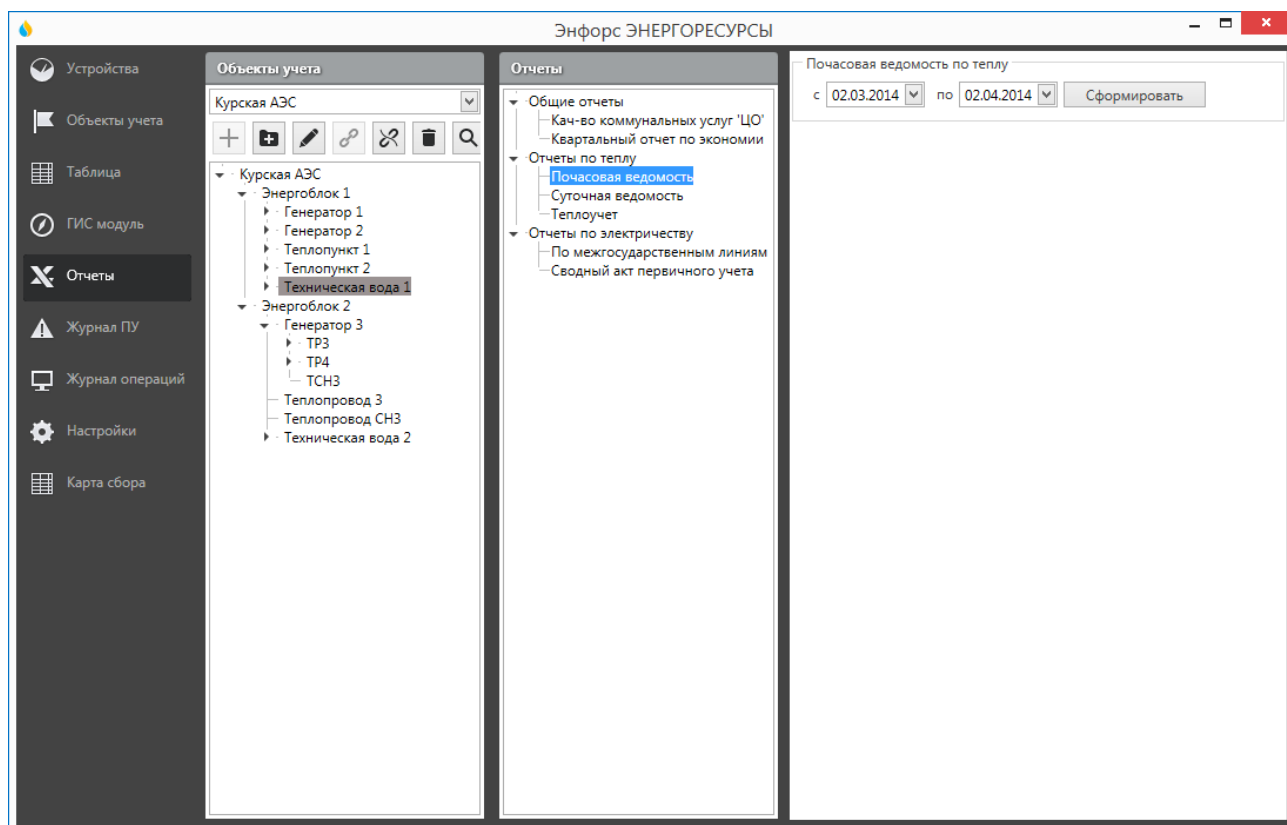 Энфорс ЭНЕРГОРЕСУРСЫ
Устройства
Объекты учета
Таблица
ГИС модуль
Отчеты
Журнал ПУ
Журнал операций
Настройки
Карта сбора
Объекты учета
Курская АЭС
Курская АЭС
Энергоблок 1
Генератор 1
Генератор 2
Теплопункт 1
Теплопункт 2
Техническая вода 1
Энергоблок 2
Генератор 3
ТР3
ТР4
ТСН3
Теплопровод 3
Теплопровод СН3
Техническая вода 2
Отчеты
Общие отчеты
Кач-во коммунальных услуг 'ЦО'
Квартальный отчет по экономии
Отчеты по теплу
Почасовая ведомость
Суточная ведомость
Теплоучет
Отчеты по электричеству
По межгосударственным линиям
Сводный акт первичного учета
Почасовая ведомость по теплу
с 02.03.2014 по 02.04.2014 Сформировать